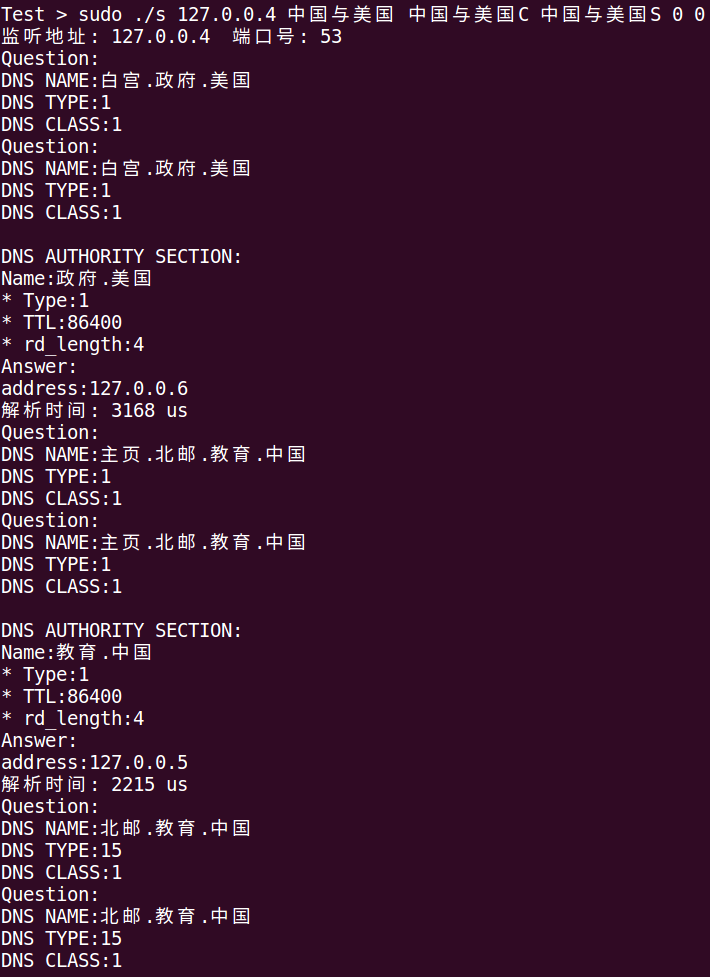 Test > sudo ./s 127.0.0.4 中国与美国 中国与美国C 中国与美国S 0 0
监听地址: 127.0.0.4  端口号: 53
Question:
DNS NAME:白宫.政府.美国
DNS TYPE:1
DNS CLASS:1
Question:
DNS NAME:白宫.政府.美国
DNS TYPE:1
DNS CLASS:1
DNS AUTHORITY SECTION:
Name:政府.美国
* Type:1
* TTL:86400
* rd_length:4
Answer:
address:127.0.0.6
解析时间: 3168 us
Question:
DNS NAME:主页.北邮.教育.中国
DNS TYPE:1
DNS CLASS:1
Question:
DNS NAME:主页.北邮.教育.中国
DNS TYPE:1
DNS CLASS:1
DNS AUTHORITY SECTION:
Name:教育.中国
* Type:1
* TTL:86400
* rd_length:4
Answer:
address:127.0.0.5
解析时间: 2215 us
Question:
DNS NAME:北邮.教育.中国
DNS TYPE:15
DNS CLASS:1
Question:
DNS NAME:北邮.教育.中国
DNS TYPE:15
DNS CLASS:1